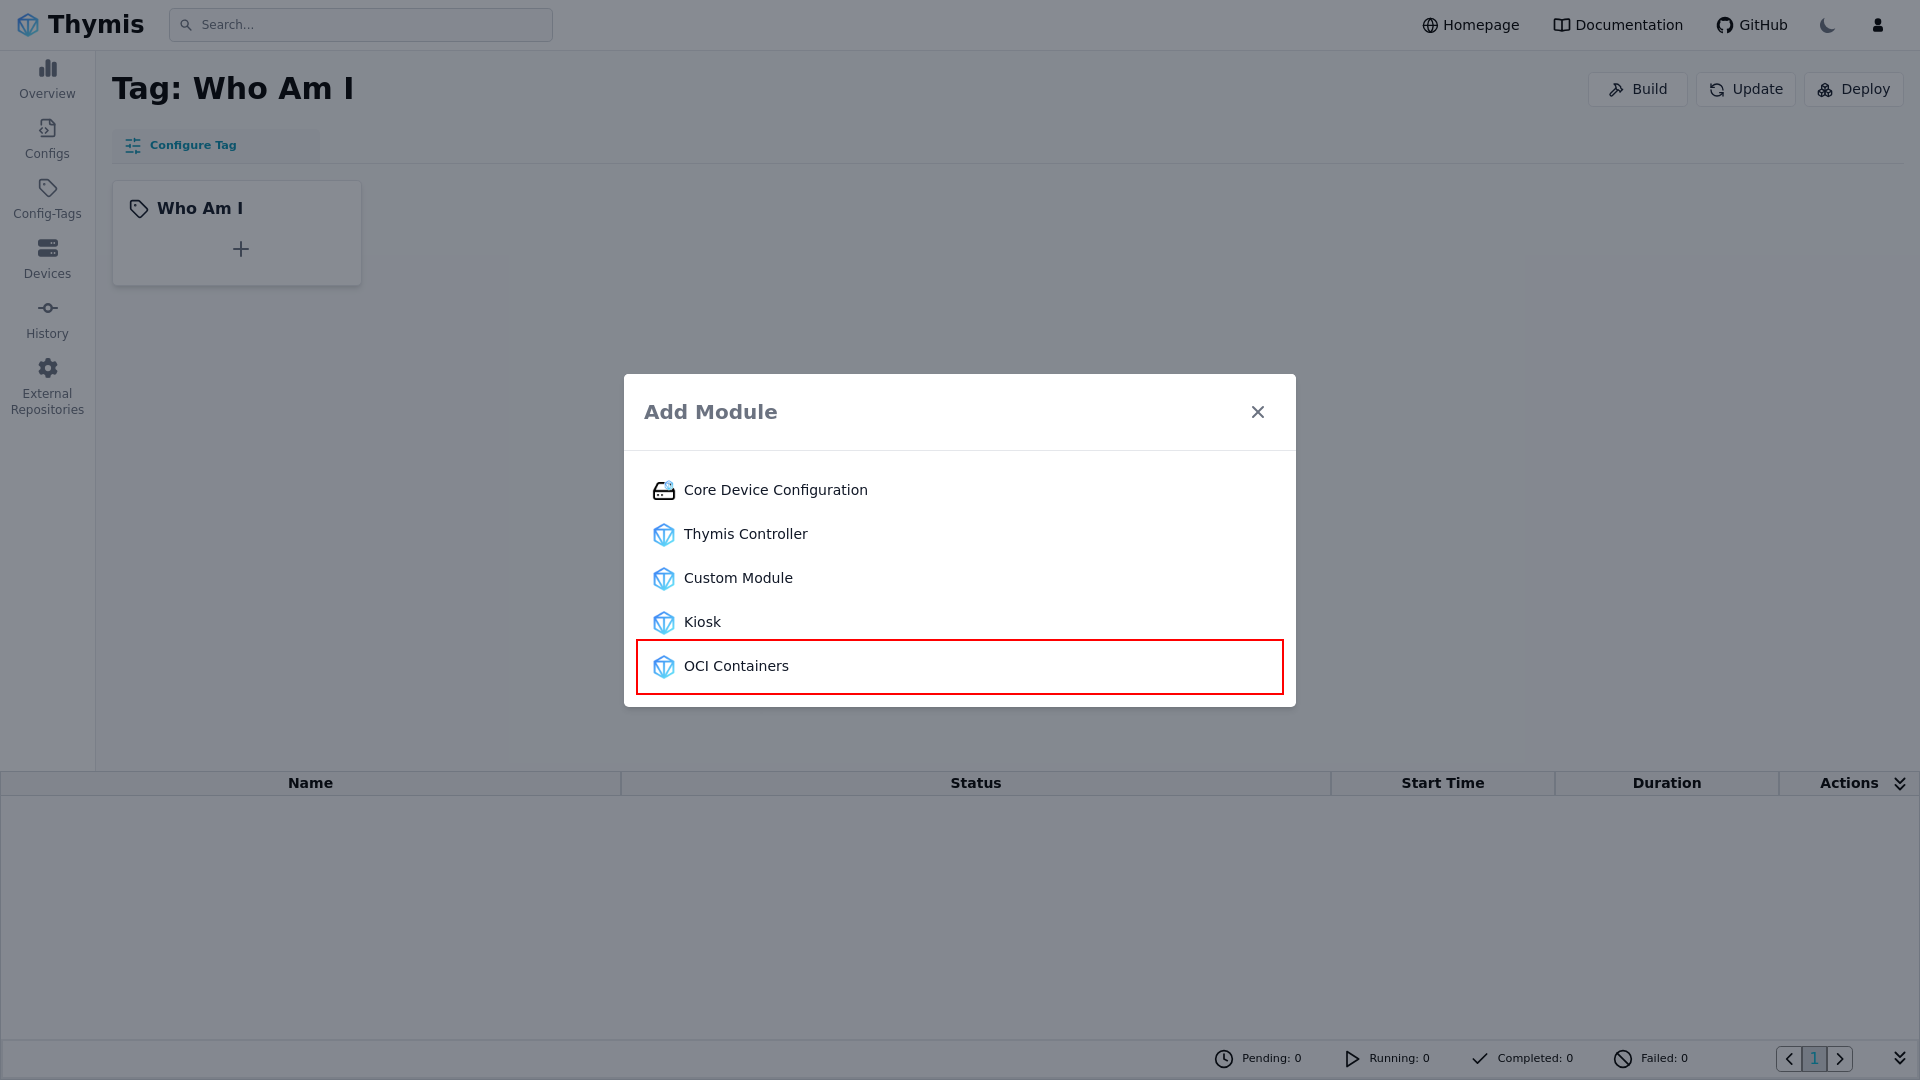 Thymis
Search...
Homepage
Documentation
GitHub
Overview
Configs
Config-Tags
Devices
History
External
Repositories
Tag: Who Am I
Build
Update
Deploy
Configure Tag
Who Am I
Add Module
Core Device Configuration
Thymis Controller
Custom Module
Kiosk
OCI Containers
Name
Status
Start Time
Duration
Actions
Pending: 0
Running: 0
Completed: 0
Failed: 0
1